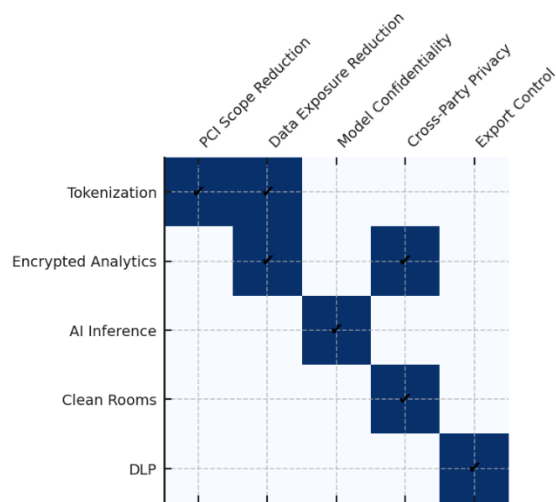 PCI Scope Reduction
Data Exposure Reduction
Model Confidentiality
Cross-Party Privacy
Export Control
Tokenization ✓ ✓
Encrypted Analytics ✓ ✓
AI Inference ✓
Clean Rooms ✓
DLP ✓